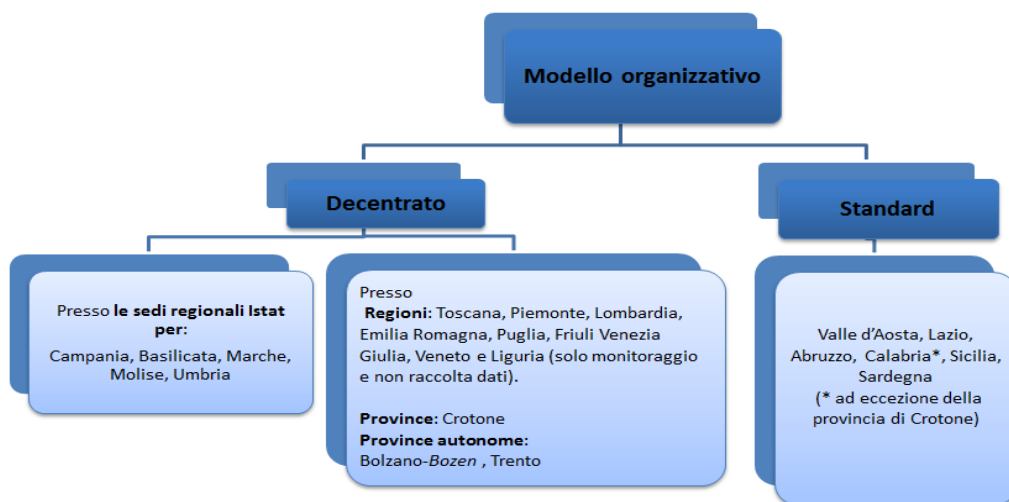 Modello organizzativo
Decentrato
Standard
Presso le sedi regionali Istat
per:
Campania, Basilicata, Marche,
Molise, Umbria
Presso
Regioni: Toscana, Piemonte, Lombardia,
Emilia Romagna, Puglia, Friuli Venezia
Giulia, Veneto e Liguria (solo monitoraggio
e non raccolta dati).
Province: Crotone
Province autonome:
Bolzano-Bozen , Trento
Valle d’Aosta, Lazio,
Abruzzo, Calabria*, Sicilia,
Sardegna
(* ad eccezione della
provincia di Crotone)